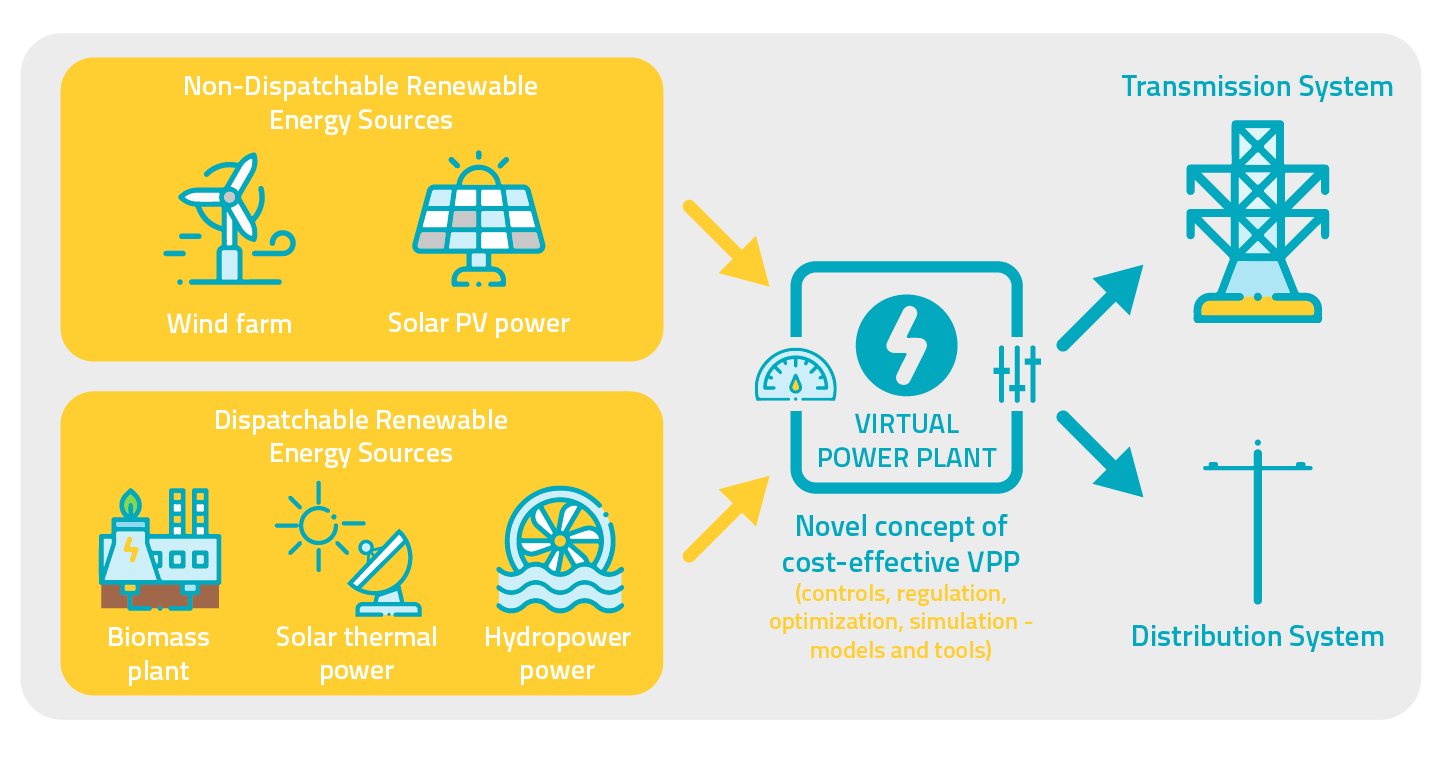 Non-Dispatchable Renewable
Energy Sources
Wind farm
Solar PV power
Dispatchable Renewable
Energy Sources
Biomass
plant
Solar thermal
power
Hydropower
power
VIRTUAL
POWER PLANT
Novel concept of
cost-effective VPP
(controls, regulation,
optimization, simulation -
models and tools)
Transmission System
Distribution System